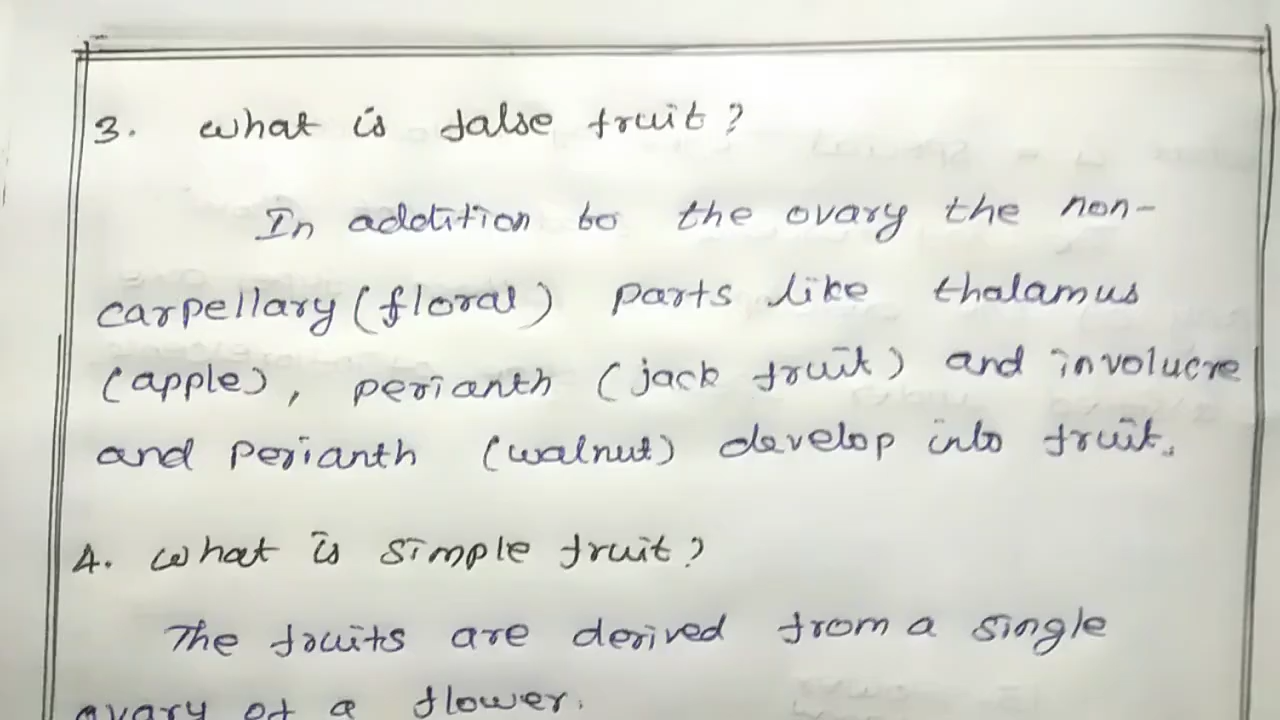 3. What is false fruit?
In addition to the ovary the non-
carpellary (floral) parts like thalamus
(apple), perianth (jack fruit) and involucre
and perianth (walnut) develop into fruit.
4. What is simple fruit?
The fruits are derived from a single
ovary of a flower.